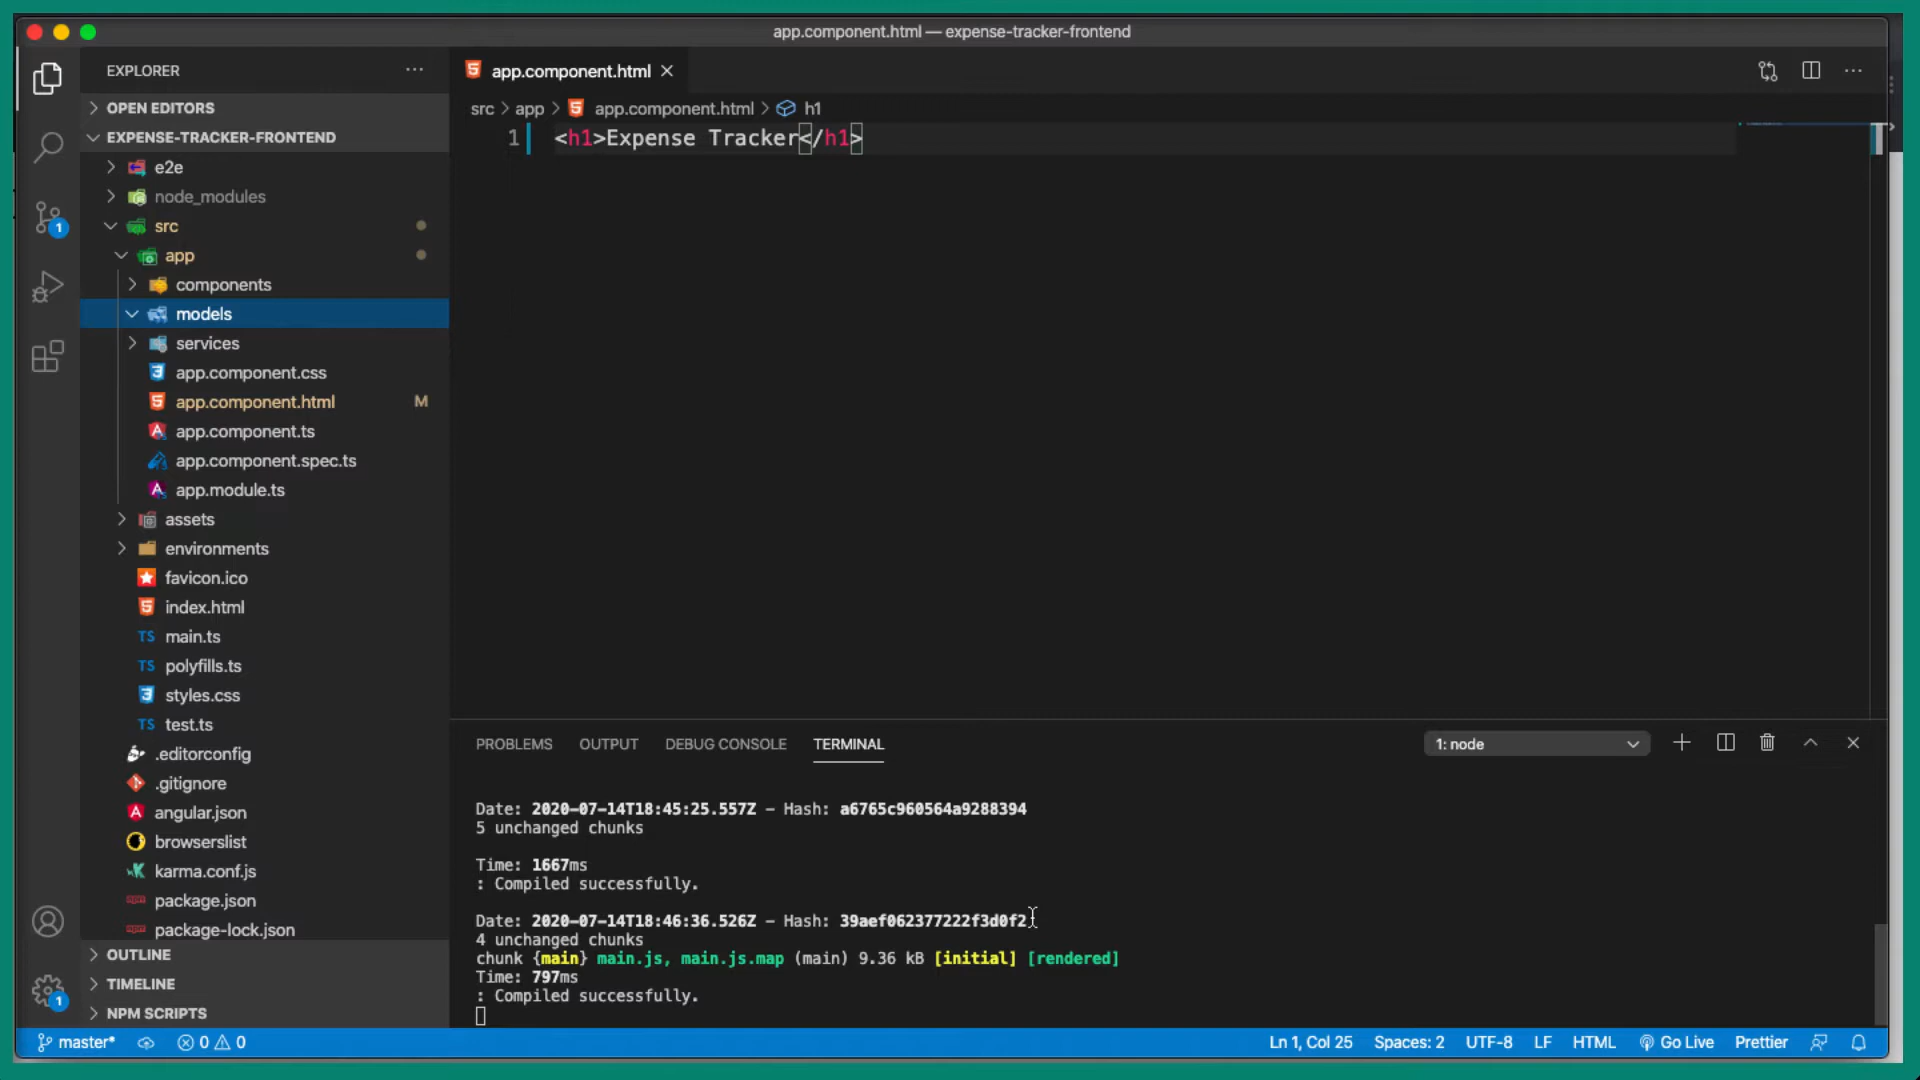 app.component.html — expense-tracker-frontend
EXPLORER
OPEN EDITORS
EXPENSE-TRACKER-FRONTEND
e2e
node_modules
src
app
components
models
services
app.component.css
app.component.html M
app.component.ts
app.component.spec.ts
app.module.ts
assets
environments
favicon.ico
index.html
TS main.ts
TS polyfills.ts
styles.css
TS test.ts
.editorconfig
.gitignore
angular.json
browserslist
karma.conf.js
package.json
package-lock.json
OUTLINE
TIMELINE
NPM SCRIPTS
1
1
app.component.html
src > app > app.component.html > h1
1 <h1>Expense Tracker</h1>
PROBLEMS OUTPUT DEBUG CONSOLE TERMINAL 1: node
Date: 2020-07-14T18:45:25.557Z – Hash: a6765c960564a9288394
5 unchanged chunks
Time: 1667ms
: Compiled successfully.
Date: 2020-07-14T18:46:36.526Z – Hash: 39aef062377222f3d0f2
4 unchanged chunks
chunk {main} main.js, main.js.map (main) 9.36 kB [initial] [rendered]
Time: 797ms
: Compiled successfully.
master* 0 0 Ln 1, Col 25 Spaces: 2 UTF-8 LF HTML Go Live Prettier